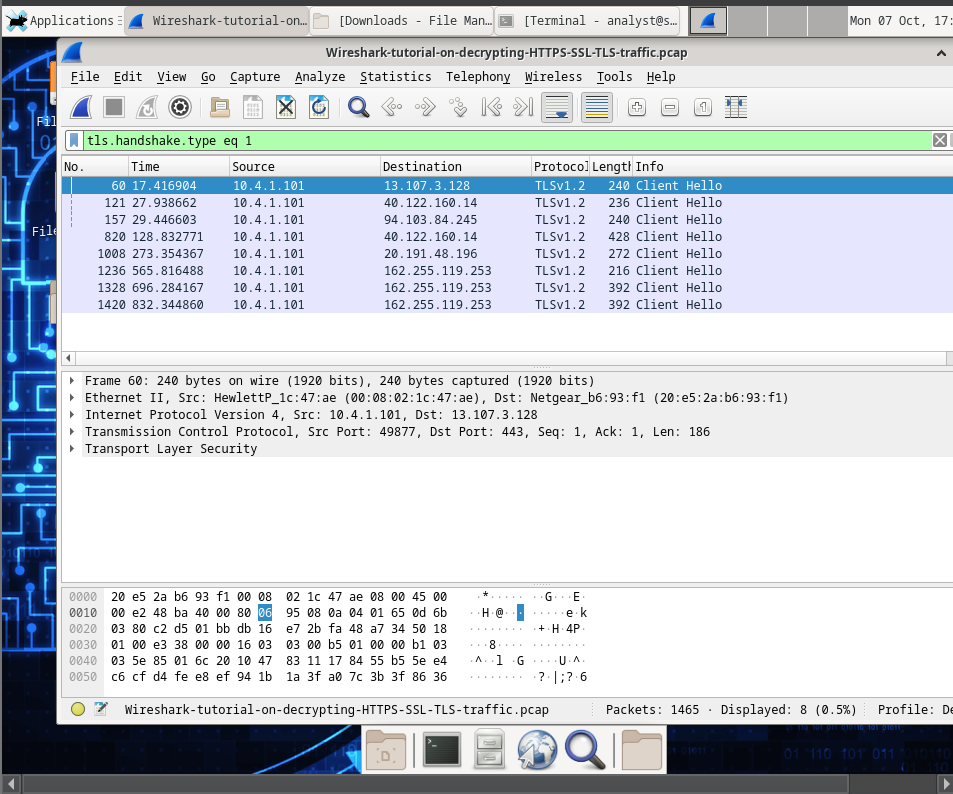 Applications Wireshark-tutorial-on... [Downloads - File Man... [Terminal - analyst@s... Mon 07 Oct, 17:
Wireshark-tutorial-on-decrypting-HTTPS-SSL-TLS-traffic.pcap
File Edit View Go Capture Analyze Statistics Telephony Wireless Tools Help
tls.handshake.type eq 1
No. Time Source Destination Protocol Length Info
60 17.416904 10.4.1.101 13.107.3.128 TLSv1.2 240 Client Hello
121 27.938662 10.4.1.101 40.122.160.14 TLSv1.2 236 Client Hello
157 29.446603 10.4.1.101 94.103.84.245 TLSv1.2 240 Client Hello
820 128.832771 10.4.1.101 40.122.160.14 TLSv1.2 428 Client Hello
1008 273.354367 10.4.1.101 20.191.48.196 TLSv1.2 272 Client Hello
1236 565.816488 10.4.1.101 162.255.119.253 TLSv1.2 216 Client Hello
1328 696.284167 10.4.1.101 162.255.119.253 TLSv1.2 392 Client Hello
1420 832.344860 10.4.1.101 162.255.119.253 TLSv1.2 392 Client Hello
Frame 60: 240 bytes on wire (1920 bits), 240 bytes captured (1920 bits)
Ethernet II, Src: HewlettP_1c:47:ae (00:08:02:1c:47:ae), Dst: Netgear_b6:93:f1 (20:e5:2a:b6:93:f1)
Internet Protocol Version 4, Src: 10.4.1.101, Dst: 13.107.3.128
Transmission Control Protocol, Src Port: 49877, Dst Port: 443, Seq: 1, Ack: 1, Len: 186
Transport Layer Security
0000 20 e5 2a b6 93 f1 00 08 02 1c 47 ae 08 00 45 00 ·*·····  ··G···E·
0010 00 e2 48 ba 40 00 80 06 95 08 0a 04 01 65 0d 6b ··H·@···  ·····e·k
0020 03 80 c2 d5 01 bb db 16 e7 2b fa 48 a7 34 50 18 ········ ·+·H·4P·
0030 01 00 e3 38 00 00 16 03 03 00 b5 01 00 00 b1 03 ···8···· ········
0040 03 5e 85 01 6c 20 10 47 83 11 17 84 55 b5 5e e4 ·^··l ·G ····U·^·
0050 c6 cf d4 fe e8 ef 94 1b 1a 3f a0 7c 3b 3f 86 36 ········ ·?·|;?·6
Wireshark-tutorial-on-decrypting-HTTPS-SSL-TLS-traffic.pcap Packets: 1465 · Displayed: 8 (0.5%) Profile: De